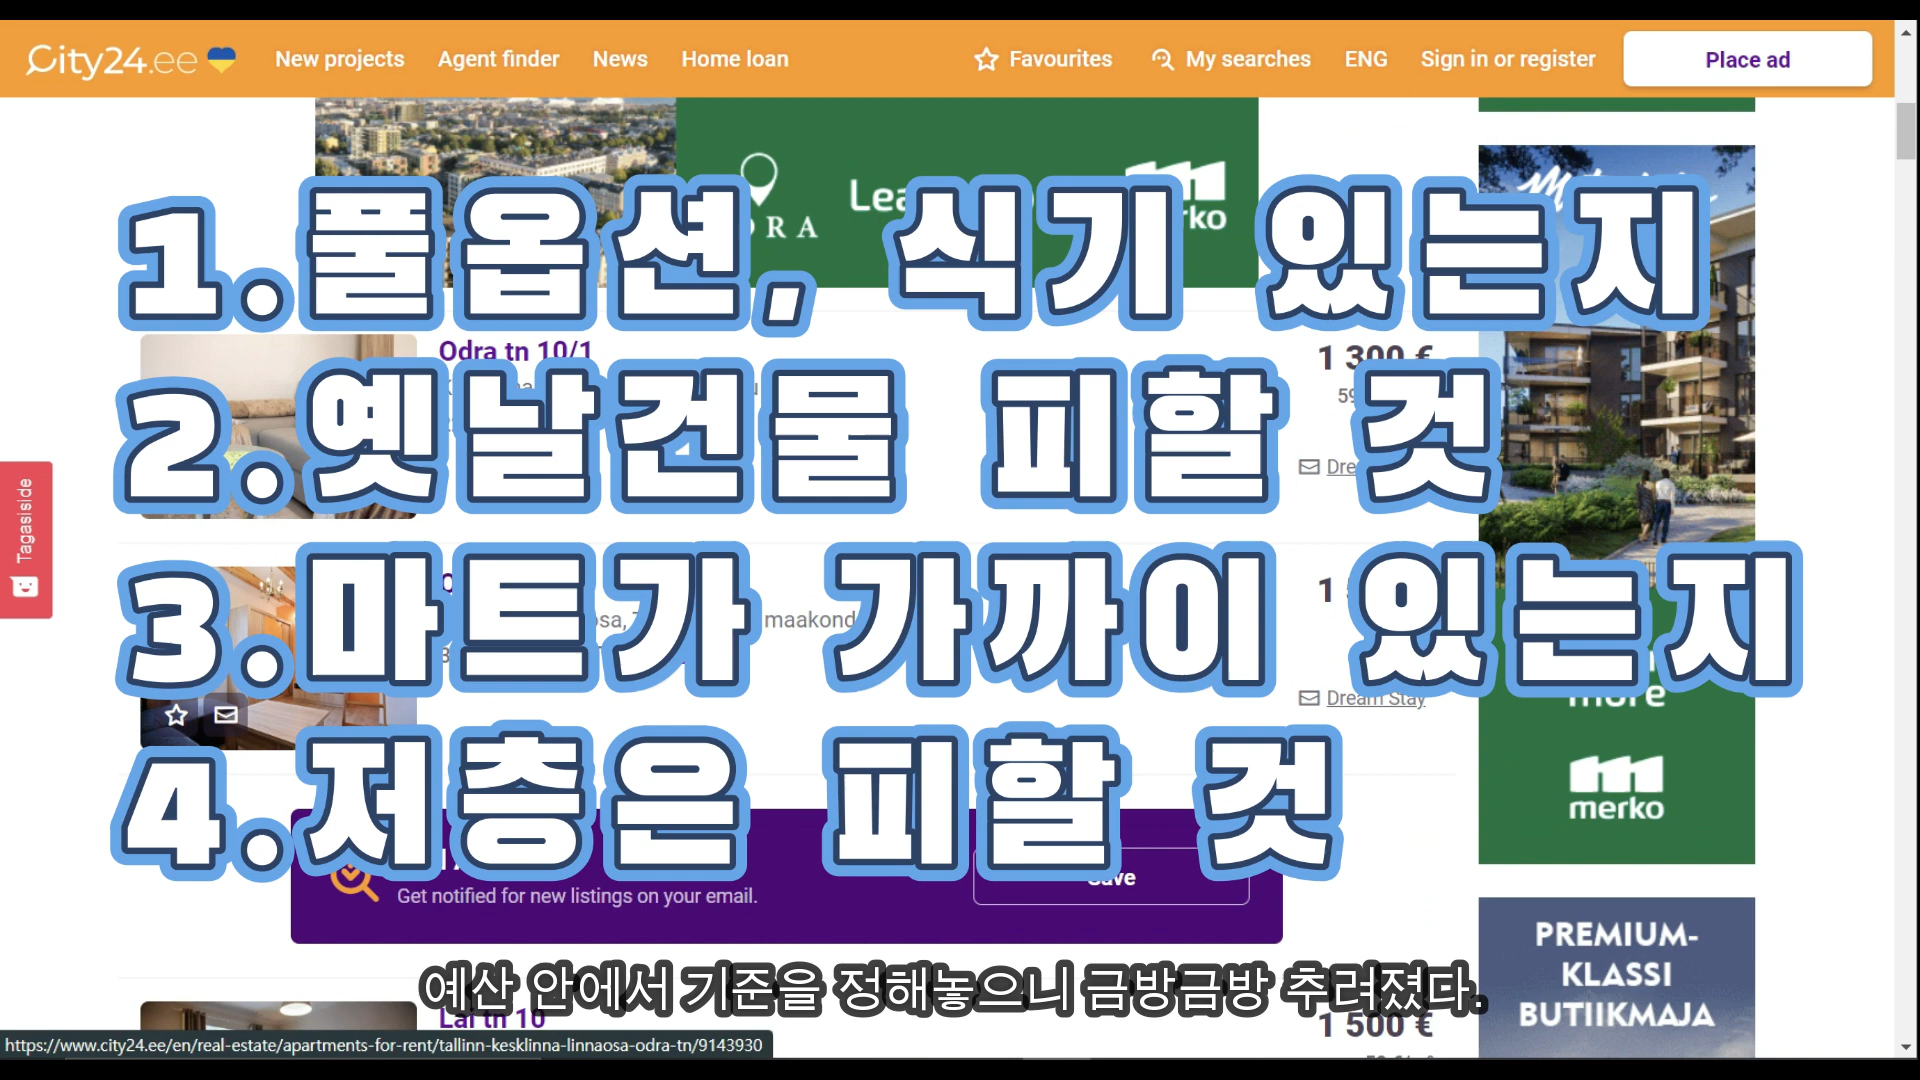 City24.ee New projects Agent finder News Home loan Favourites My searches ENG Sign in or register Place ad
merko
1.풀옵션, 식기 있는지
Odra tn 10/1
1 300 €
2.옛날건물 피할 것
Tagasiside
3.마트가 가까이 있는지
maakond
Dream Stay
more
merko
4.저층은 피할 것
Get notified for new listings on your email.
Save
PREMIUM-
KLASSI
BUTIIKMAJA
예산 안에서 기준을 정해놓으니 금방금방 추려졌다.
Lai tn 10
1 500 €
https://www.city24.ee/en/real-estate/apartments-for-rent/tallinn-kesklinna-linnaosa-odra-tn/9143930